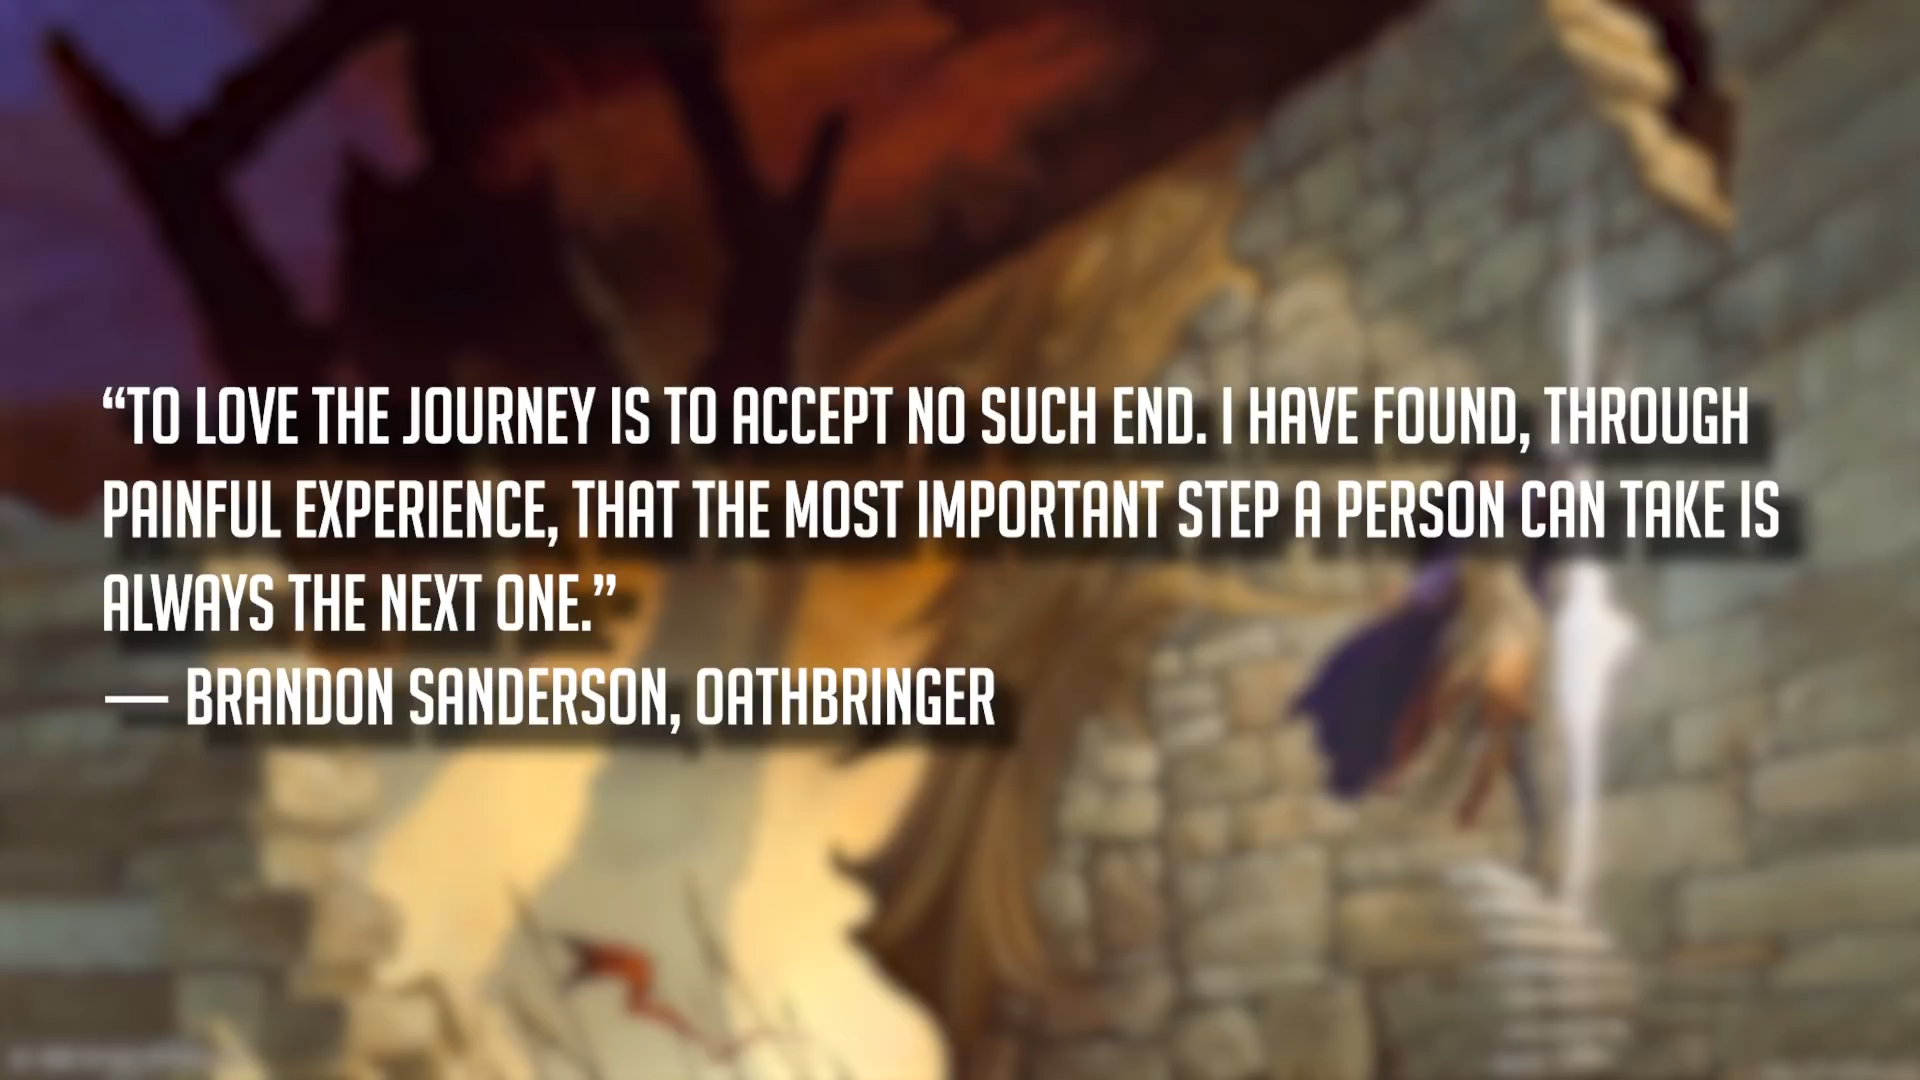 “TO LOVE THE JOURNEY IS TO ACCEPT NO SUCH END. I HAVE FOUND, THROUGH
PAINFUL EXPERIENCE, THAT THE MOST IMPORTANT STEP A PERSON CAN TAKE IS
ALWAYS THE NEXT ONE.”
— BRANDON SANDERSON, OATHBRINGER